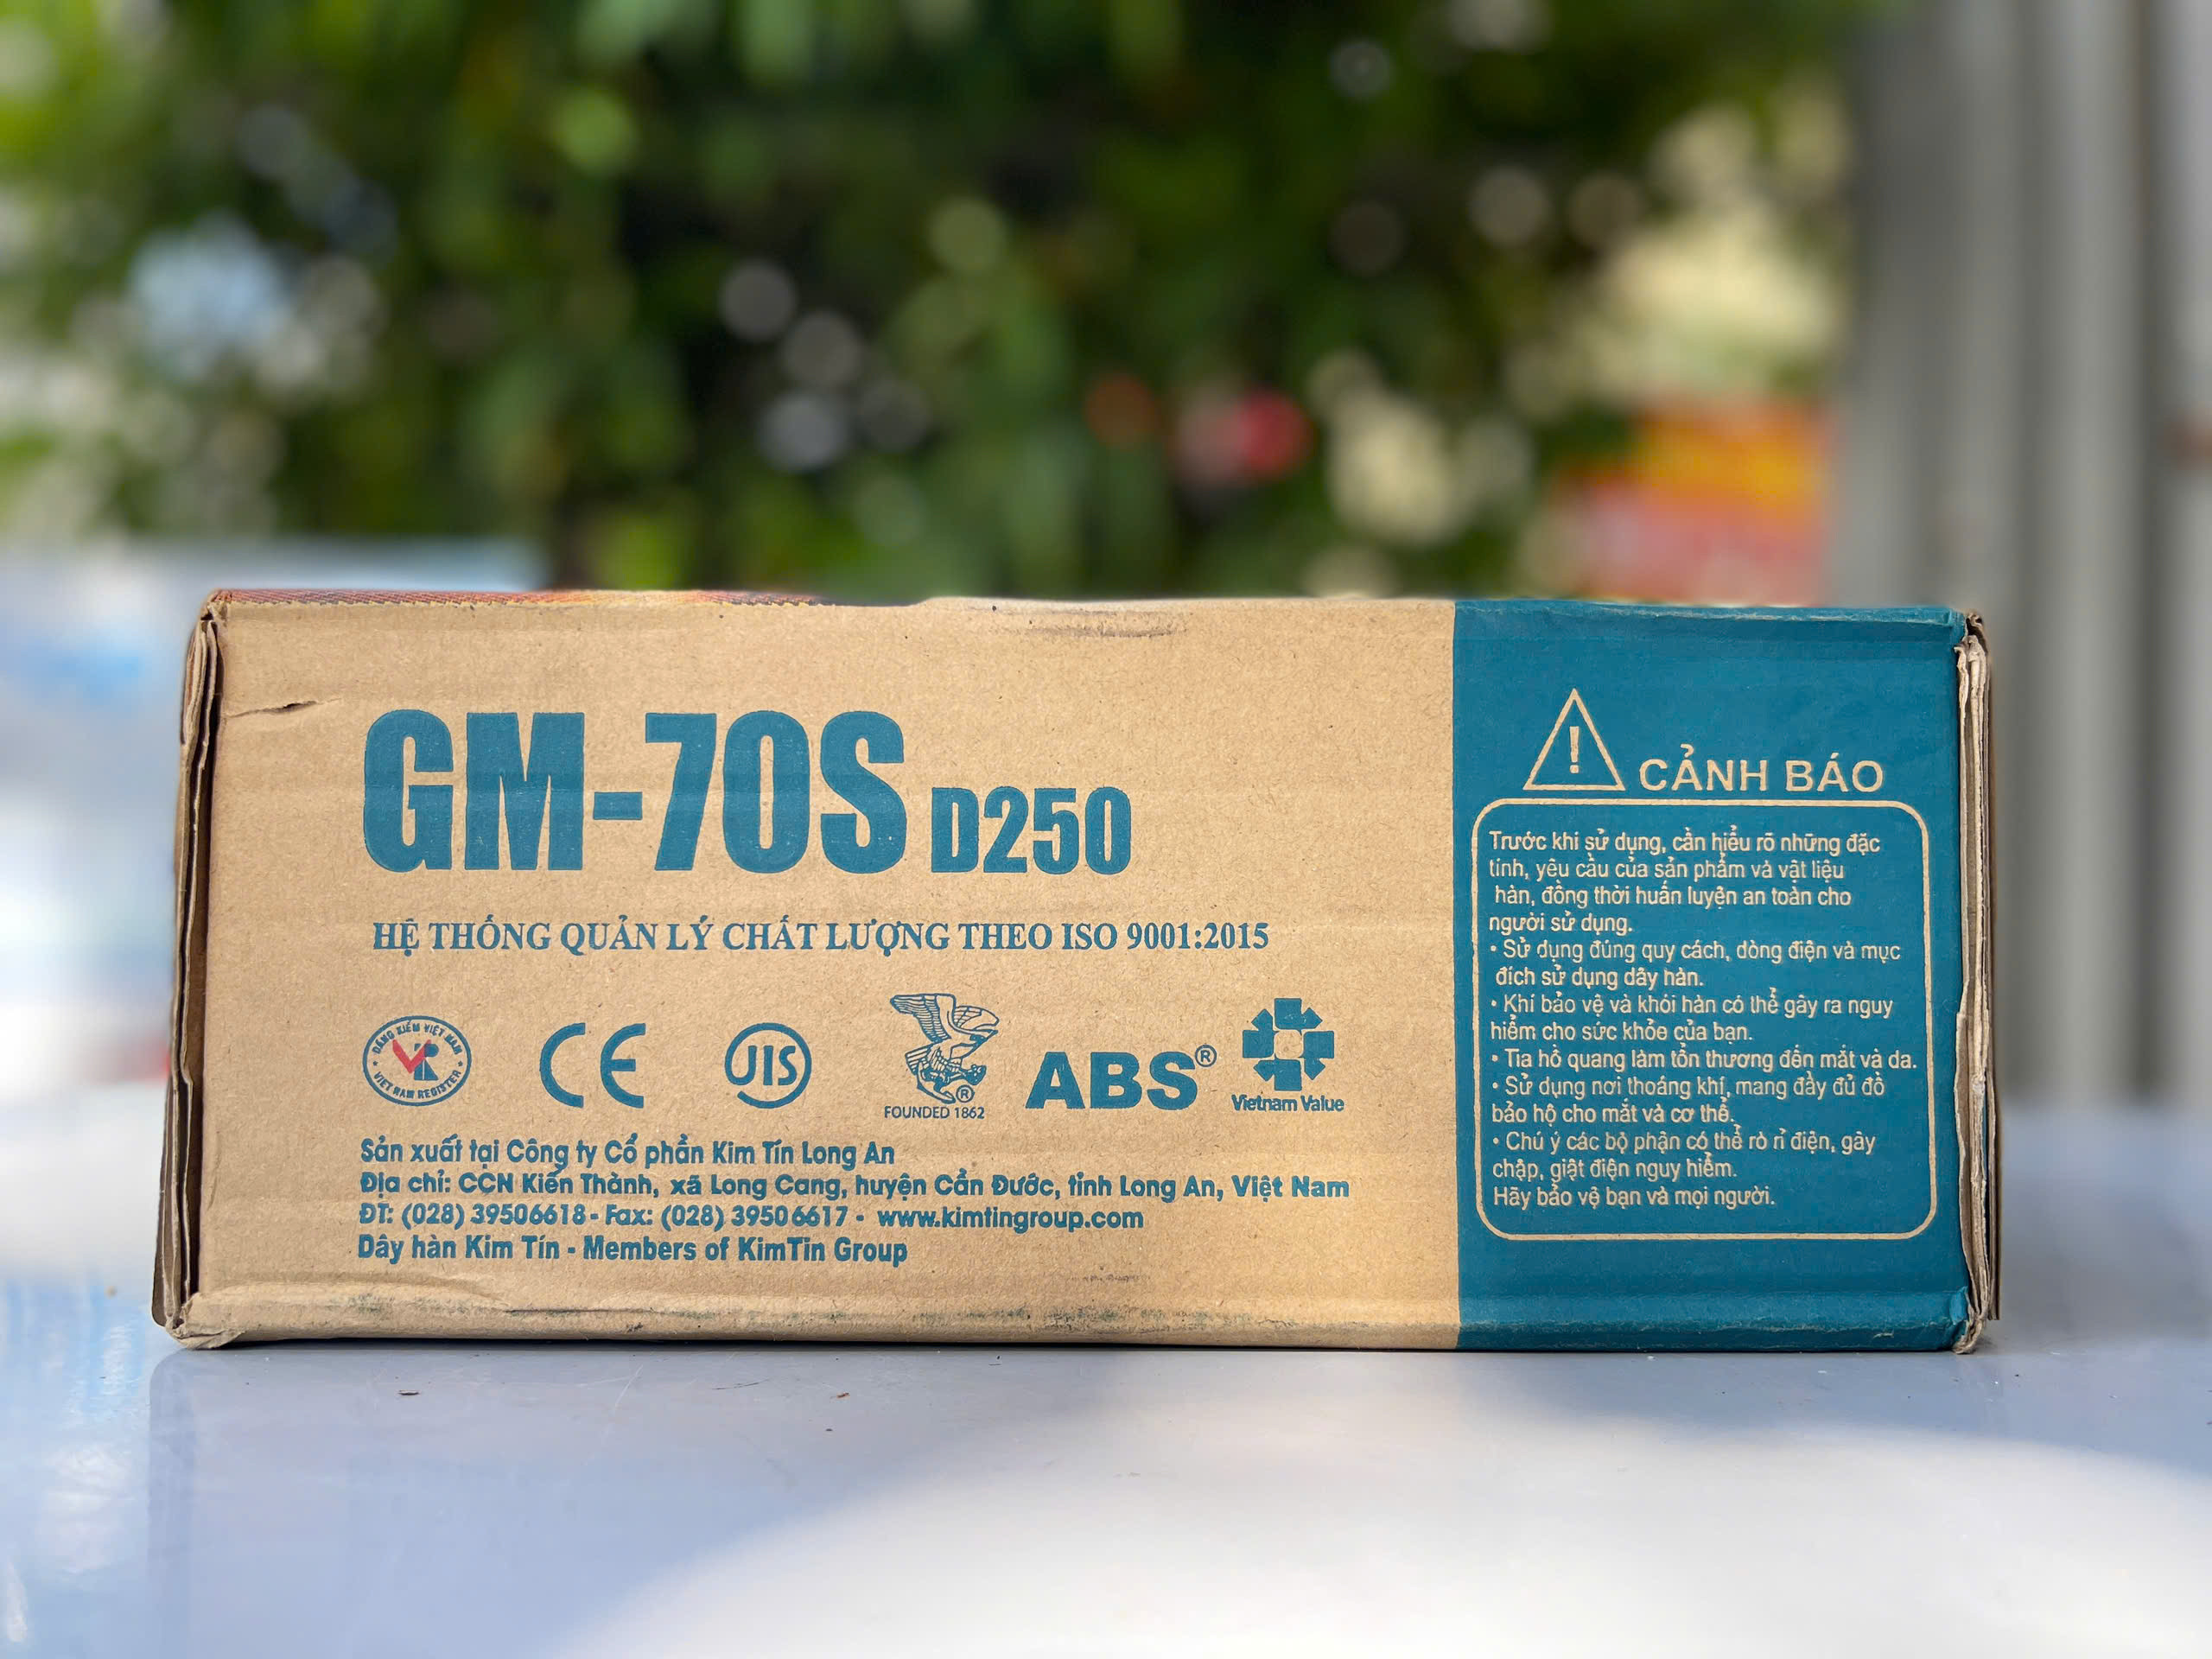 GM-70S D250
HỆ THỐNG QUẢN LÝ CHẤT LƯỢNG THEO ISO 9001:2015
ĐĂNG KIỂM VIỆT NAM
VR
VIET NAM REGISTER
CE
JIS
FOUNDED 1862
ABS®
Vietnam Value
Sản xuất tại Công ty Cổ phần Kim Tín Long An
Địa chỉ: CCN Kiến Thành, xã Long Cang, huyện Cần Đước, tỉnh Long An, Việt Nam
ĐT: (028) 39506618 - Fax: (028) 39506617 - www.kimtingroup.com
Dây hàn Kim Tín - Members of KimTin Group
! CẢNH BÁO
Trước khi sử dụng, cần hiểu rõ những đặc
tính, yêu cầu của sản phẩm và vật liệu
hàn, đồng thời huấn luyện an toàn cho
người sử dụng.
• Sử dụng đúng quy cách, dòng điện và mục
đích sử dụng dây hàn.
• Khí bảo vệ và khói hàn có thể gây ra nguy
hiểm cho sức khỏe của bạn.
• Tia hồ quang làm tổn thương đến mắt và da.
• Sử dụng nơi thoáng khí, mang đầy đủ đồ
bảo hộ cho mắt và cơ thể.
• Chú ý các bộ phận có thể rò rỉ điện, gây
chập, giật điện nguy hiểm.
Hãy bảo vệ bạn và mọi người.